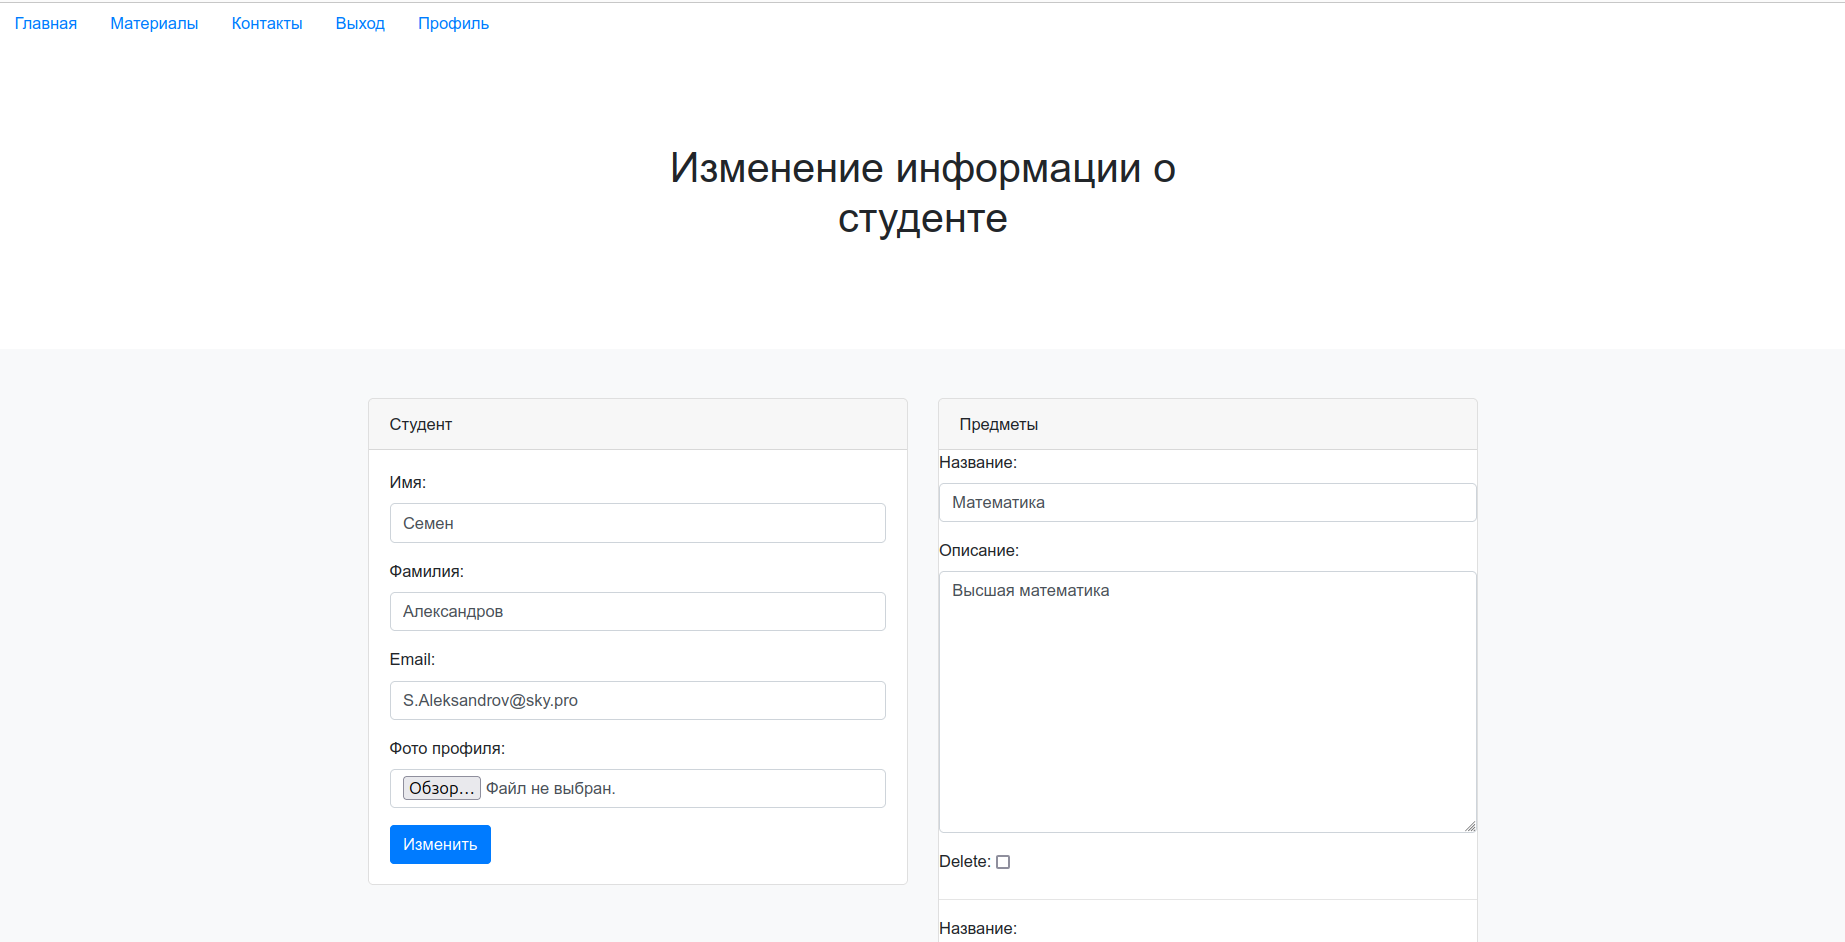 Главная Материалы Контакты Выход Профиль
Изменение информации о
студенте
Студент
Имя:
Семен
Фамилия:
Александров
Email:
S.Aleksandrov@sky.pro
Фото профиля:
Обзор... Файл не выбран.
Изменить
Предметы
Название:
Математика
Описание:
Высшая математика
Delete:
Название: